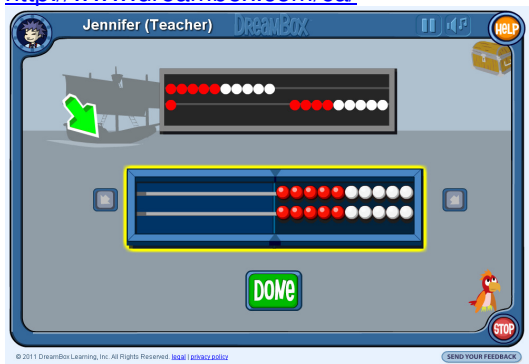 Jennifer (Teacher)
DREAMBOX
HELP
DONE
STOP
© 2011 DreamBox Learning, Inc. All Rights Reserved. legal | privacy policy
SEND YOUR FEEDBACK